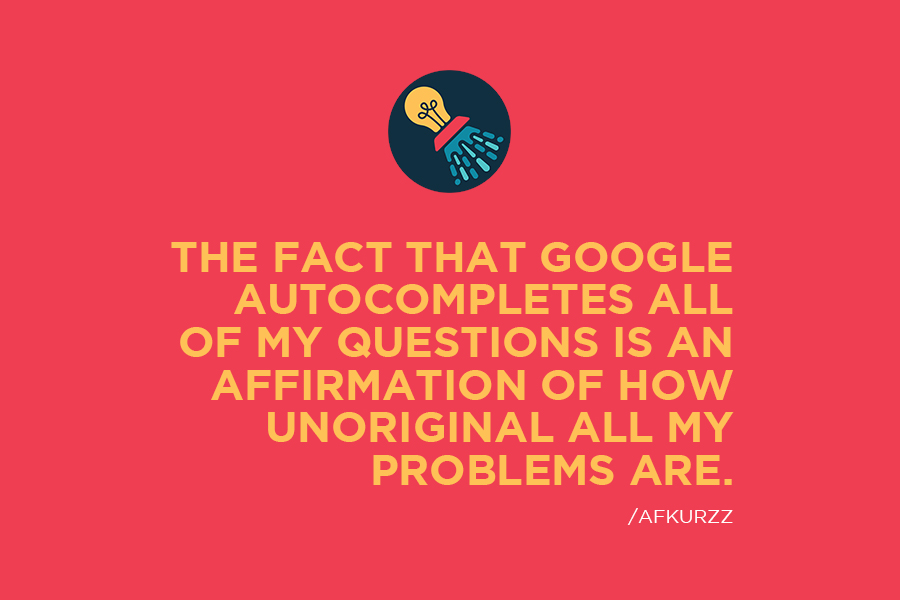 THE FACT THAT GOOGLE
AUTOCOMPLETES ALL
OF MY QUESTIONS IS AN
AFFIRMATION OF HOW
UNORIGINAL ALL MY
PROBLEMS ARE.
/AFKURZZ